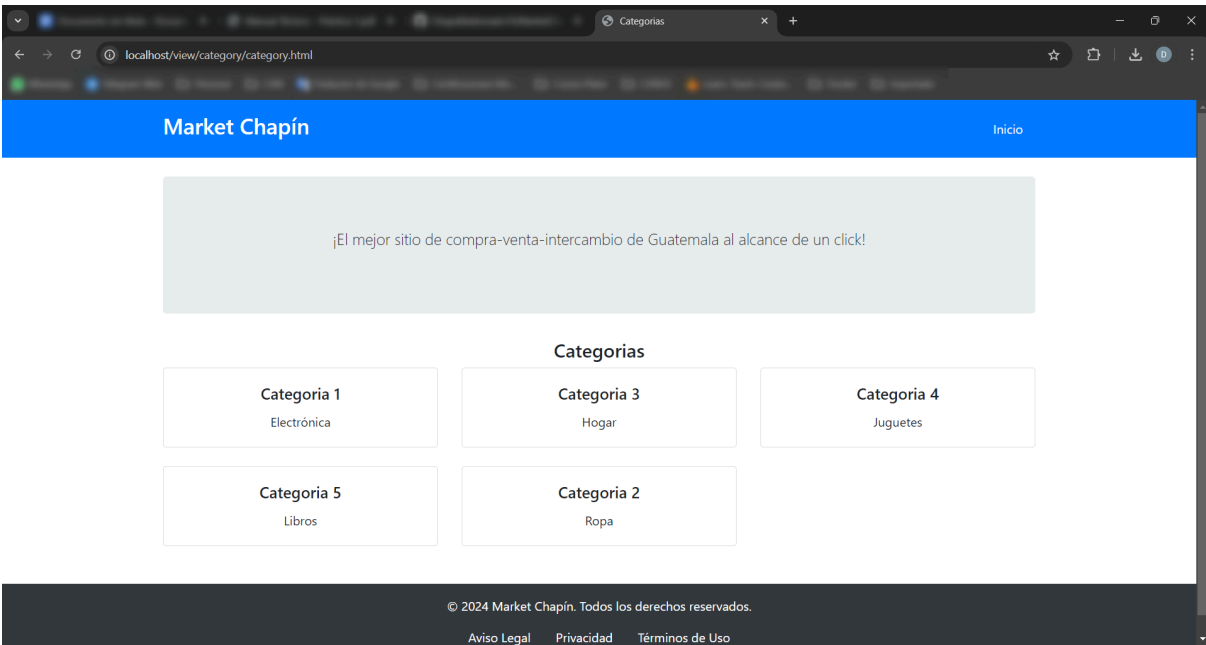 Categorias
localhost/view/category/category.html
D
Market Chapín
Inicio
¡El mejor sitio de compra-venta-intercambio de Guatemala al alcance de un click!
Categorias
Categoria 1
Electrónica
Categoria 3
Hogar
Categoria 4
Juguetes
Categoria 5
Libros
Categoria 2
Ropa
© 2024 Market Chapín. Todos los derechos reservados.
Aviso Legal Privacidad Términos de Uso